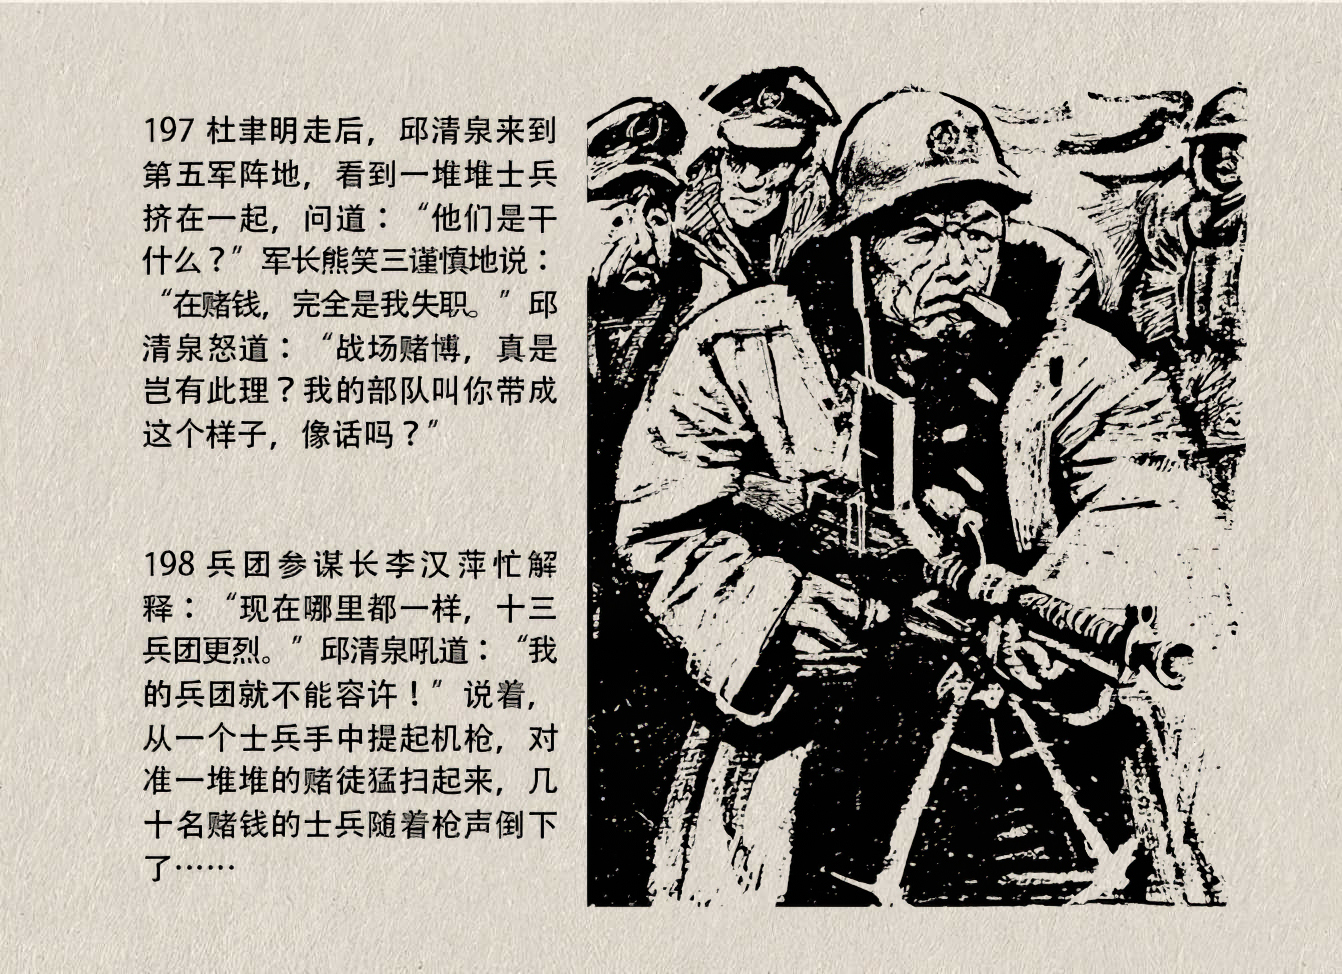 197 杜聿明走后，邱清泉来到
第五军阵地，看到一堆堆士兵
挤在一起，问道：“他们是干
什么？”军长熊笑三谨慎地说：
“在赌钱，完全是我失职。”邱
清泉怒道：“战场赌博，真是
岂有此理？我的部队叫你带成
这个样子，像话吗？”
198 兵团参谋长李汉萍忙解
释：“现在哪里都一样，十三
兵团更烈。”邱清泉吼道：“我
的兵团就不能容许！”说着，
从一个士兵手中提起机枪，对
准一堆堆的赌徒猛扫起来，几
十名赌钱的士兵随着枪声倒下
了……